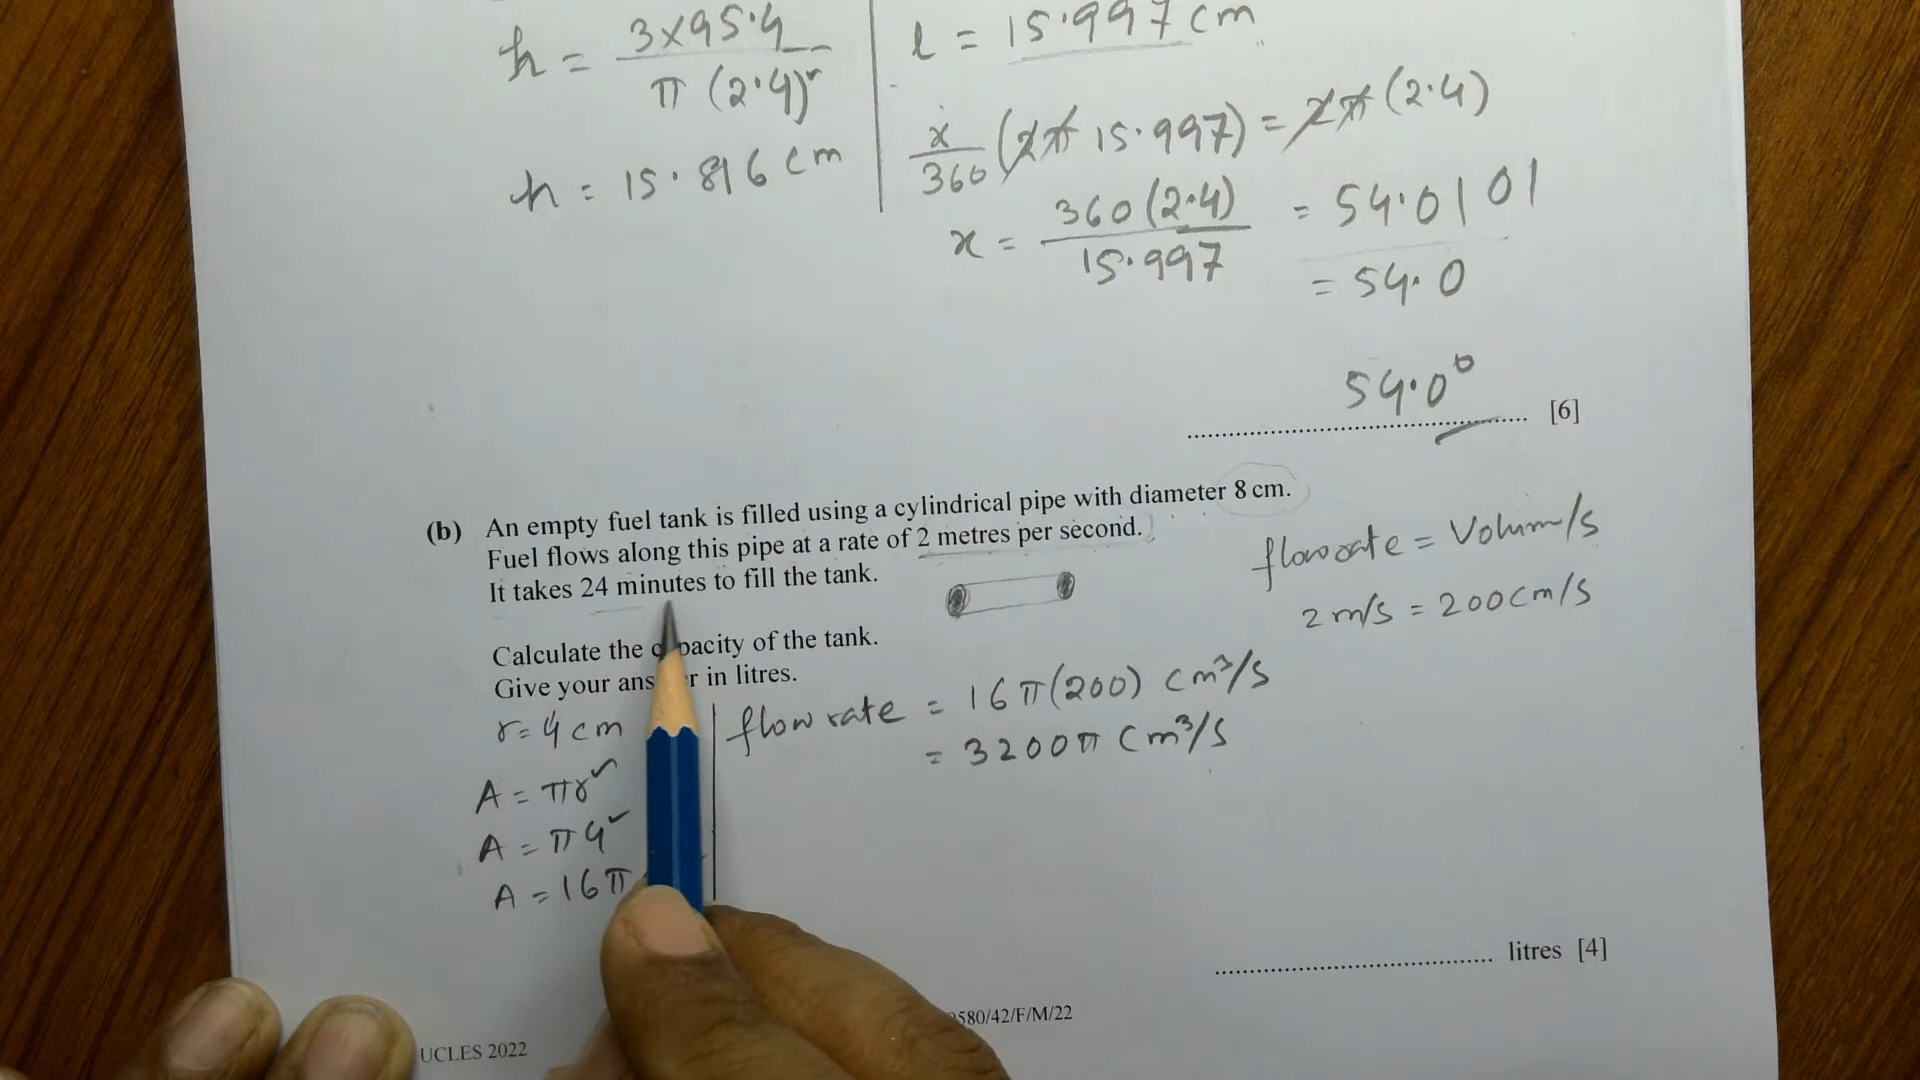 h = 3×95.4 / π (2.4)²
h = 15.816 cm
l = 15.997 cm
x/360 (2π 15.997) = 2π (2.4)
x = 360(2.4) / 15.997 = 54.0101
= 54.0
54.0°
[6]
(b) An empty fuel tank is filled using a cylindrical pipe with diameter 8 cm.
Fuel flows along this pipe at a rate of 2 metres per second.
It takes 24 minutes to fill the tank.
flow rate = Volum/s
2 m/s = 200cm/s
Calculate the capacity of the tank.
Give your answer in litres.
r = 4 cm
A = πr²
A = π4²
A = 16π
flow rate = 16π(200) cm³/s
= 3200π cm³/s
litres [4]
UCLES 2022
580/42/F/M/22